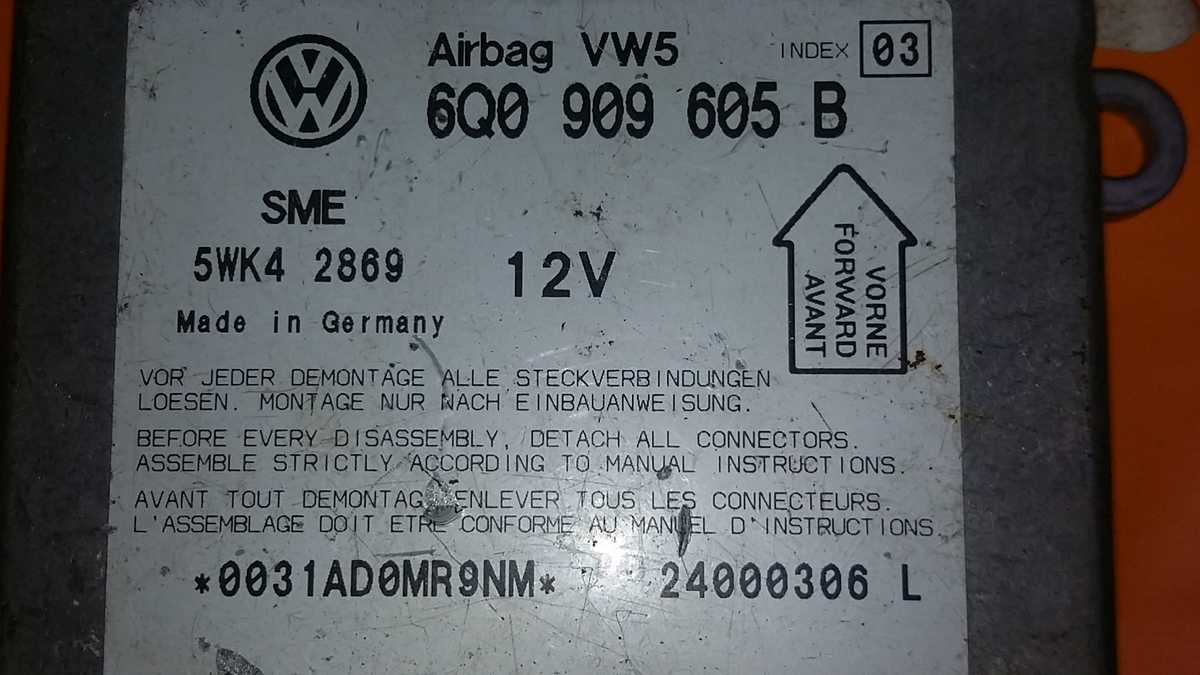 Airbag VW5 INDEX 03
6Q0 909 605 B
SME
5WK4 2869 12V
Made in Germany
VORNE
FORWARD
AVANT
VOR JEDER DEMONTAGE ALLE STECKVERBINDUNGEN
LOESEN. MONTAGE NUR NACH EINBAUANWEISUNG.
BEFORE EVERY DISASSEMBLY, DETACH ALL CONNECTORS.
ASSEMBLE STRICTLY ACCORDING TO MANUAL INSTRUCTIONS.
AVANT TOUT DEMONTAG ENLEVER TOUS LES CONNECTEURS.
L'ASSEMBLAGE DOIT ETRE CONFORME AU MANUEL D'INSTRUCTIONS.
*0031AD0MR9NM* 24000306 L